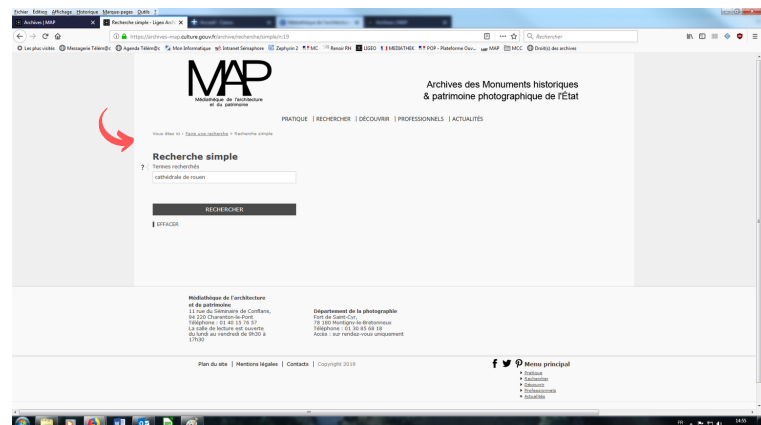 Fichier Édition Affichage Historique Marque-pages Outils ?
Archives | MAP
Recherche simple - Ligeo Archi
https://archives-map.culture.gouv.fr/archive/recherche/simple/n:19
Rechercher
Les plus visités Messagerie Télém@c Agenda Télém@c Mon Informatique Intranet Sémaphore Zephyrin 2 MC Renoir RH LIGEO MEDIATHEK POP - Plateforme Ouv... MAP MCC Droit(s) des archives
MAP
Médiathèque de l'architecture
et du patrimoine
Archives des Monuments historiques
& patrimoine photographique de l'État
PRATIQUE | RECHERCHER | DÉCOUVRIR | PROFESSIONNELS | ACTUALITÉS
Vous êtes ici : Faire une recherche > Recherche simple
Recherche simple
? Termes recherchés
cathédrale de rouen
RECHERCHER
EFFACER
Médiathèque de l'architecture
et du patrimoine
11 rue du Séminaire de Conflans,
94 220 Charenton-le-Pont
Téléphone : 01 40 15 76 57
La salle de lecture est ouverte
du lundi au vendredi de 9h30 à
17h30
Département de la photographie
Fort de Saint-Cyr,
78 180 Montigny-le-Bretonneux
Téléphone : 01 30 85 68 18
Accès : sur rendez-vous uniquement
Plan du site | Mentions légales | Contacts | Copyright 2019
Menu principal
Pratique
Rechercher
Découvrir
Professionnels
Actualités
FR
14:55